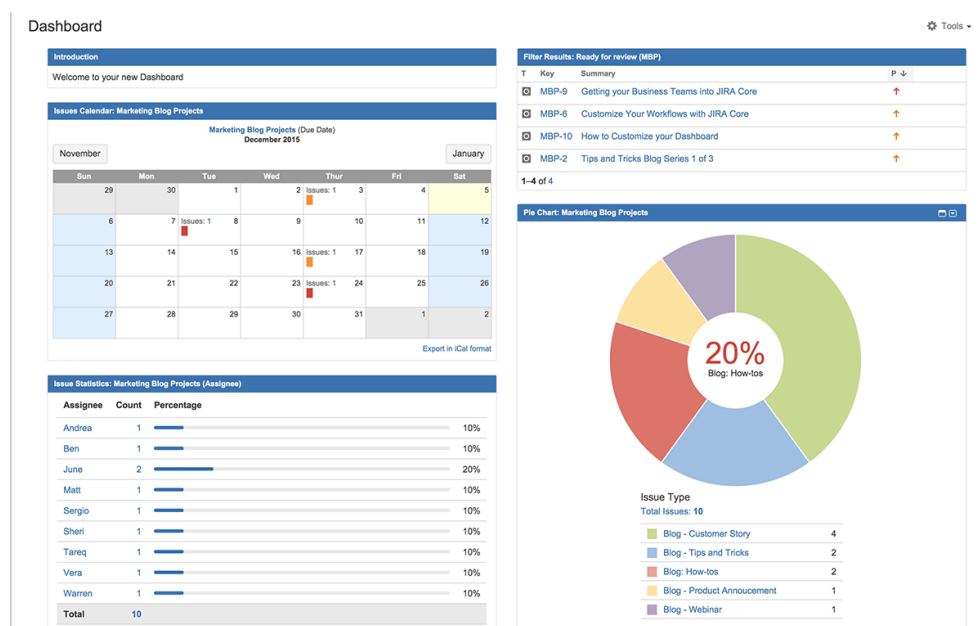 Dashboard
Tools
Introduction
Welcome to your new Dashboard
Issues Calendar: Marketing Blog Projects
Marketing Blog Projects (Due Date)
December 2015
November
January
Sun Mon Tue Wed Thur Fri Sat
29 30 1 2 Issues: 1 3 4 5
6 7 Issues: 1 8 9 10 11 12
13 14 15 16 Issues: 1 17 18 19
20 21 22 23 Issues: 1 24 25 26
27 28 29 30 31 1 2
Export in iCal format
Issue Statistics: Marketing Blog Projects (Assignee)
Assignee Count Percentage
Andrea 1 10%
Ben 1 10%
June 2 20%
Matt 1 10%
Sergio 1 10%
Sheri 1 10%
Tareq 1 10%
Vera 1 10%
Warren 1 10%
Total 10
Filter Results: Ready for review (MBP)
T Key Summary P
MBP-9 Getting your Business Teams into JIRA Core
MBP-6 Customize Your Workflows with JIRA Core
MBP-10 How to Customize your Dashboard
MBP-2 Tips and Tricks Blog Series 1 of 3
1–4 of 4
Pie Chart: Marketing Blog Projects
20%
Blog: How-tos
Issue Type
Total Issues: 10
Blog - Customer Story 4
Blog - Tips and Tricks 2
Blog: How-tos 2
Blog - Product Annoucement 1
Blog - Webinar 1